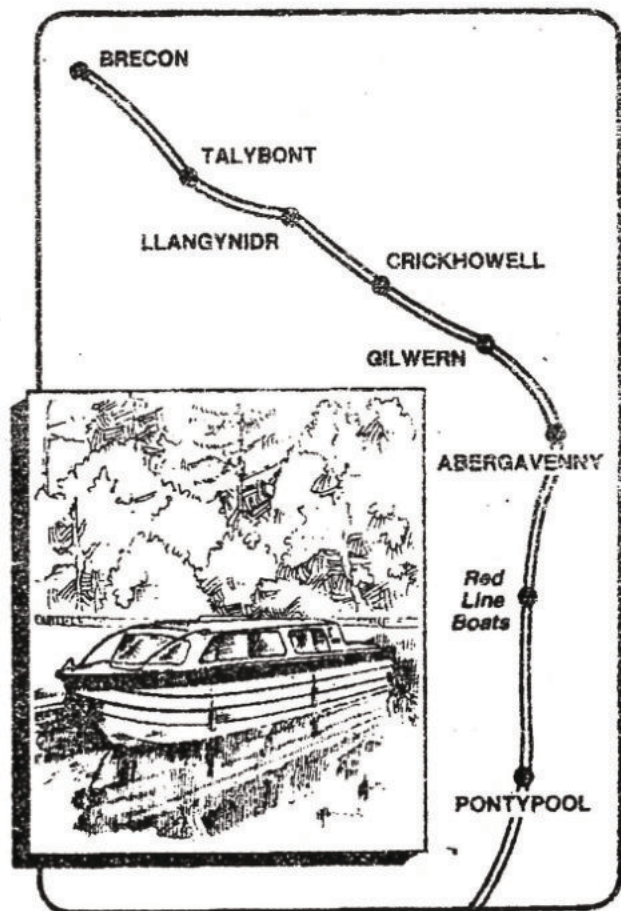 BRECON
TALYBONT
LLANGYNIDR
CRICKHOWELL
GILWERN
ABERGAVENNY
Red
Line
Boats
PONTYPOOL